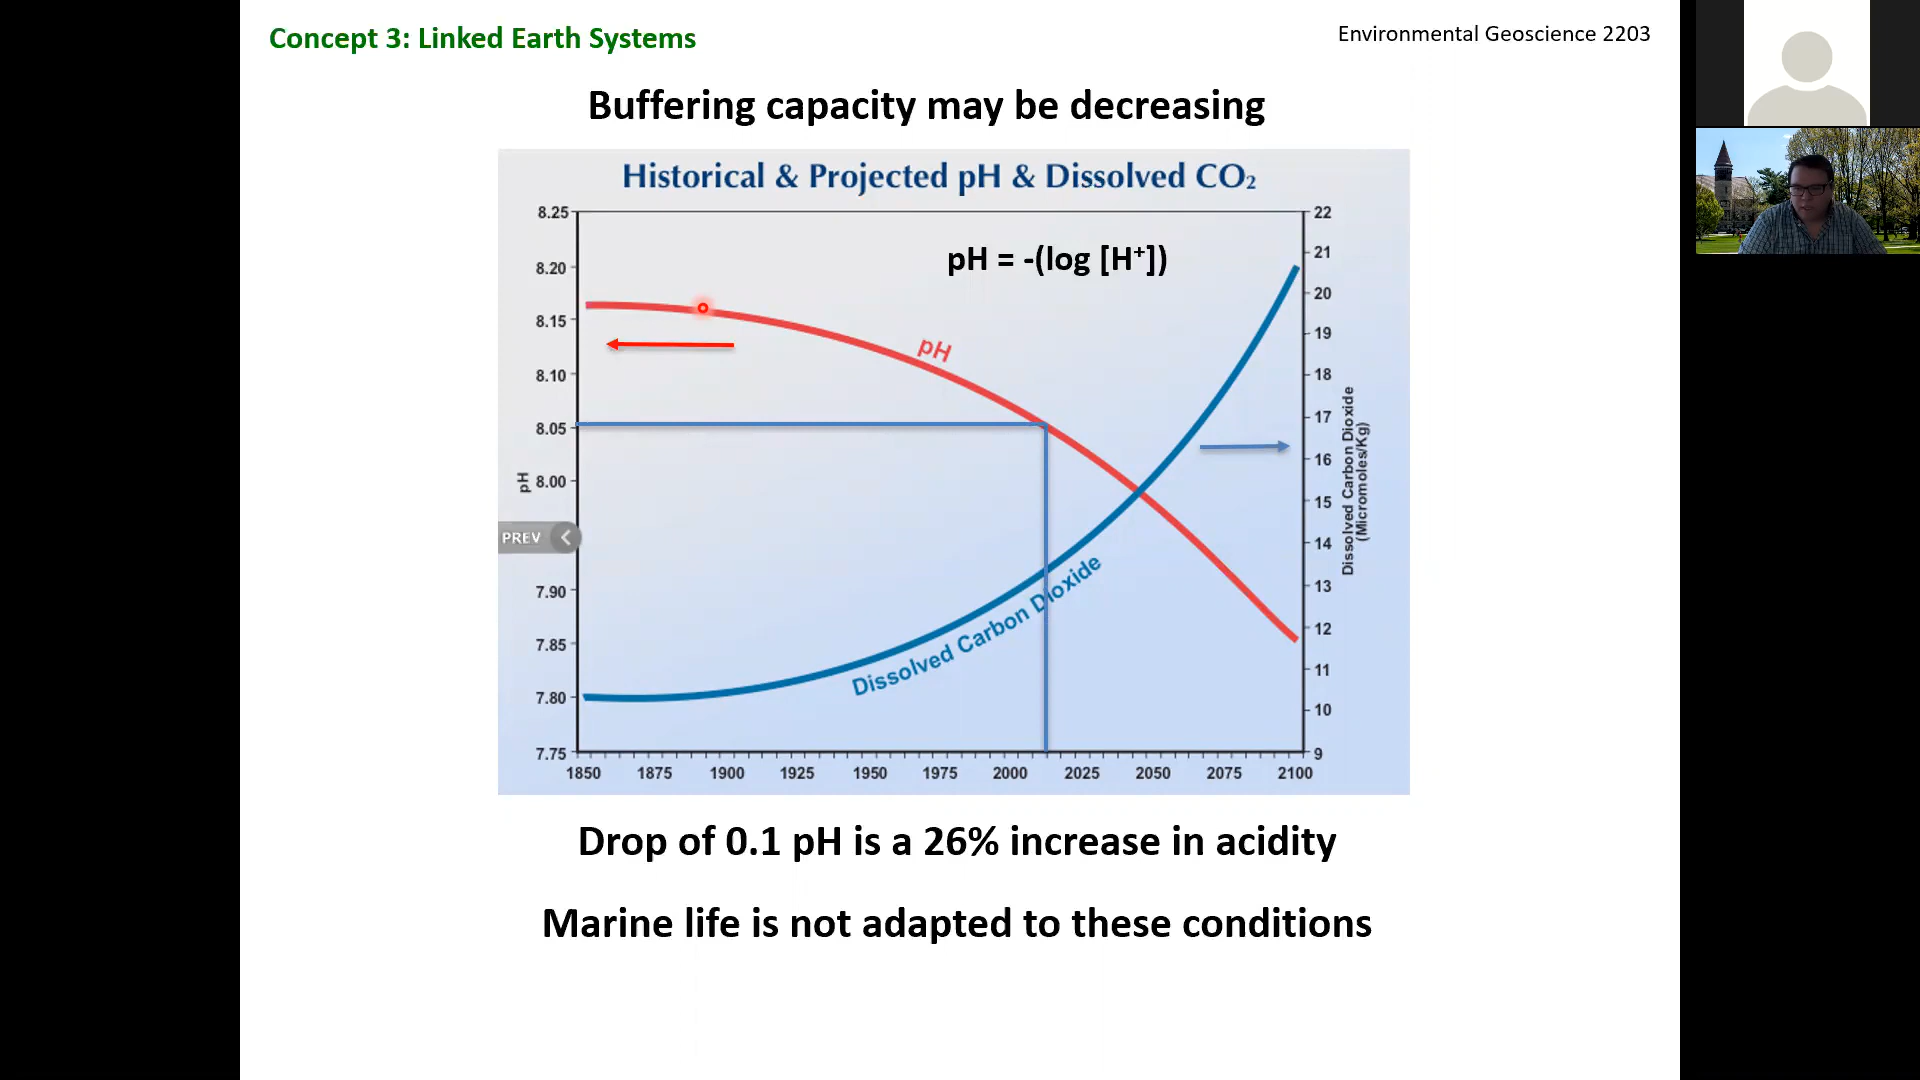 Concept 3: Linked Earth Systems
Environmental Geoscience 2203
Buffering capacity may be decreasing
Historical & Projected pH & Dissolved CO₂
8.25
8.20
8.15
8.10
8.05
8.00
7.90
7.85
7.80
7.75
pH
PREV
pH = -(log [H⁺])
pH
Dissolved Carbon Dioxide
22
21
20
19
18
17
16
15
14
13
12
11
10
9
Dissolved Carbon Dioxide
(Micromoles/Kg)
1850 1875 1900 1925 1950 1975 2000 2025 2050 2075 2100
Drop of 0.1 pH is a 26% increase in acidity
Marine life is not adapted to these conditions